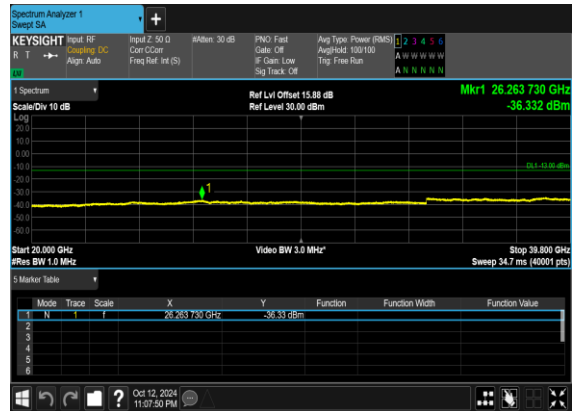 Spectrum Analyzer 1
Swept SA
+
KEYSIGHT Input: RF Input Z: 50 Ω #Atten: 30 dB PNO: Fast Avg Type: Power (RMS) 1 2 3 4 5 6
R T Coupling: DC Corr CCorr Gate: Off Avg|Hold: 100/100 A W W W W W
Align: Auto Freq Ref: Int (S) IF Gain: Low Trig: Free Run
Sig Track: Off A N N N N N
1 Spectrum Ref Lvl Offset 15.88 dB Mkr1 26.263 730 GHz
Scale/Div 10 dB Ref Level 30.00 dBm -36.332 dBm
Log
20.0
10.0
0.00
-10.0
DL1 -13.00 dBm
-20.0
-30.0
1
-40.0
-50.0
-60.0
Start 20.000 GHz Video BW 3.0 MHz* Stop 39.800 GHz
#Res BW 1.0 MHz Sweep 34.7 ms (40001 pts)
5 Marker Table
Mode Trace Scale X Y Function Function Width Function Value
1 N 1 f 26.263 730 GHz -36.33 dBm
2
3
4
5
6
? Oct 12, 2024
11:07:50 PM